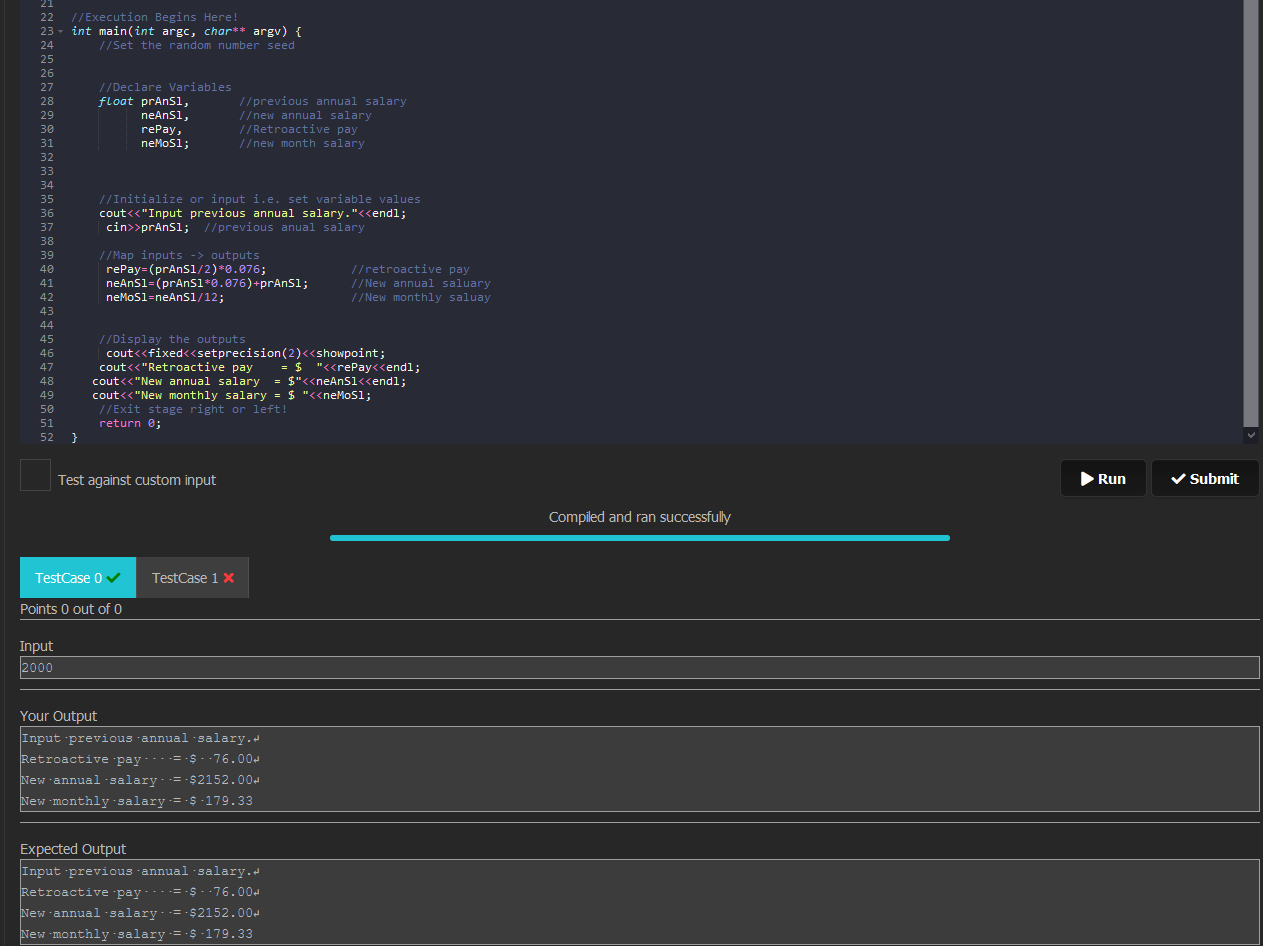 21
22 //Execution Begins Here!
23 int main(int argc, char** argv) {
24 //Set the random number seed
25
26
27 //Declare Variables
28 float prAnSl, //previous annual salary
29 neAnSl, //new annual salary
30 rePay, //Retroactive pay
31 neMoSl; //new month salary
32
33
34
35 //Initialize or input i.e. set variable values
36 cout<<"Input previous annual salary."<<endl;
37 cin>>prAnSl; //previous anual salary
38
39 //Map inputs -> outputs
40 rePay=(prAnSl/2)*0.076; //retroactive pay
41 neAnSl=(prAnSl*0.076)+prAnSl; //New annual saluary
42 neMoSl=neAnSl/12; //New monthly saluay
43
44
45 //Display the outputs
46 cout<<fixed<<setprecision(2)<<showpoint;
47 cout<<"Retroactive pay    = $  "<<rePay<<endl;
48 cout<<"New annual salary  = $"<<neAnSl<<endl;
49 cout<<"New monthly salary = $ "<<neMoSl;
50 //Exit stage right or left!
51 return 0;
52 }
Test against custom input
Run
Submit
Compiled and ran successfully
TestCase 0 TestCase 1
Points 0 out of 0
Input
2000
Your Output
Input·previous·annual·salary.↵
Retroactive·pay····=·$··76.00↵
New·annual·salary··=·$2152.00↵
New·monthly·salary·=·$·179.33
Expected Output
Input·previous·annual·salary.↵
Retroactive·pay····=·$··76.00↵
New·annual·salary··=·$2152.00↵
New·monthly·salary·=·$·179.33